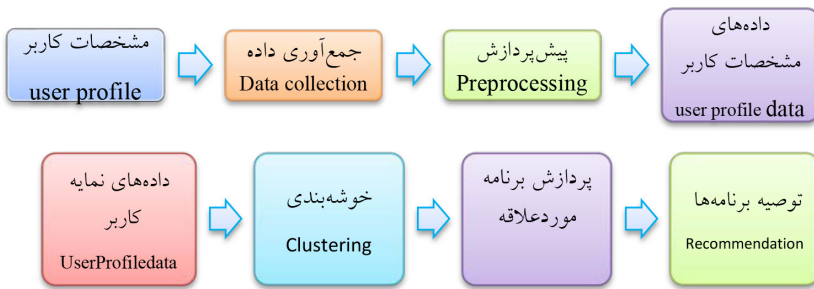 مشخصات کاربر
user profile
جمع‌آوری داده
Data collection
پیش‌پردازش
Preprocessing
داده‌های
مشخصات کاربر
user profile data
داده‌های نمایه
کاربر
UserProfiledata
خوشه‌بندی
Clustering
پردازش برنامه
موردعلاقه
توصیه برنامه‌ها
Recommendation